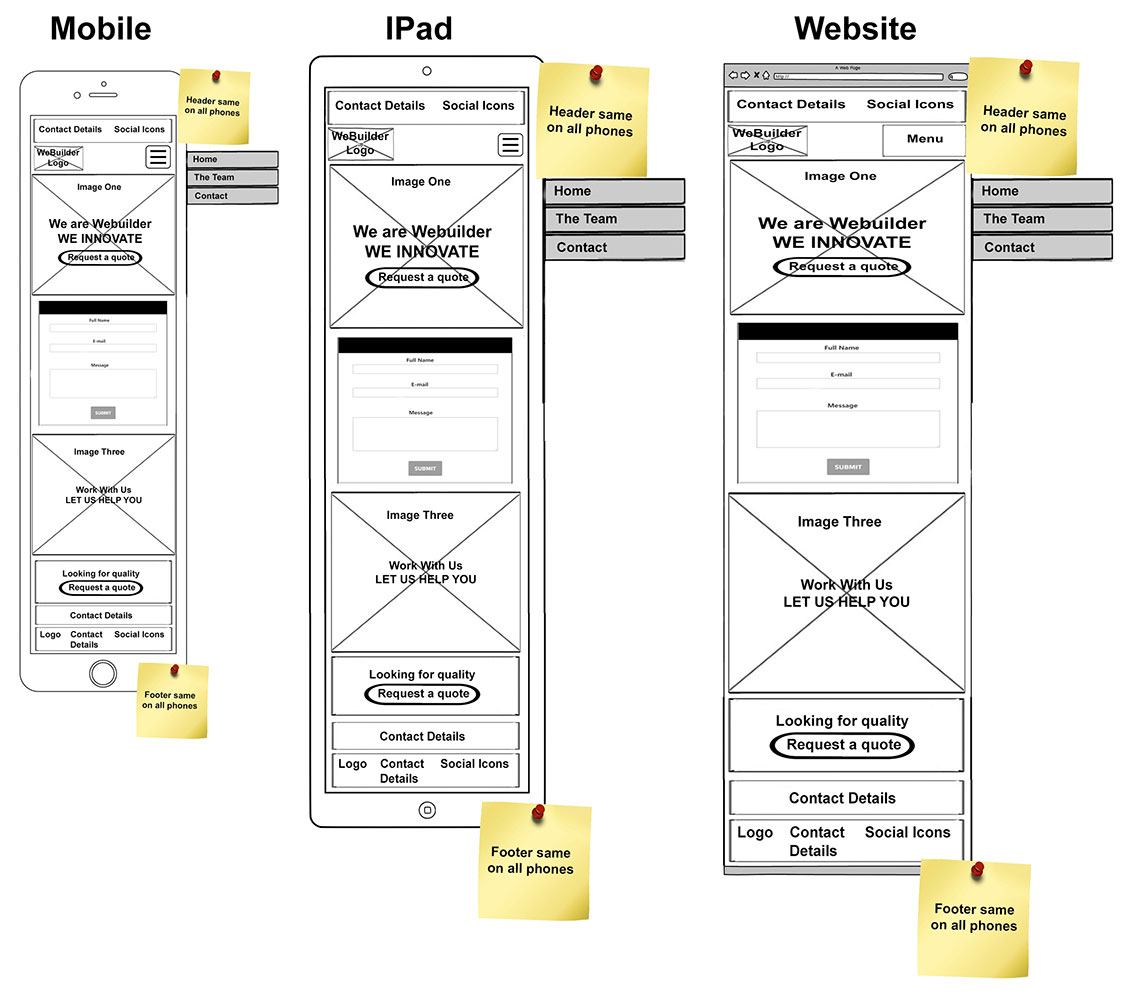 Mobile
IPad
Website
Header same
on all phones
Contact Details Social Icons
WeBuilder
Logo
Home
The Team
Contact
Image One
We are Webuilder
WE INNOVATE
Request a quote
Full Name
E-mail
Message
SUBMIT
Image Three
Work With Us
LET US HELP YOU
Looking for quality
Request a quote
Contact Details
Logo Contact Social Icons
Details
Footer same
on all phones
Header same
on all phones
Contact Details Social Icons
WeBuilder
Logo
Home
The Team
Contact
Image One
We are Webuilder
WE INNOVATE
Request a quote
Full Name
E-mail
Message
SUBMIT
Image Three
Work With Us
LET US HELP YOU
Looking for quality
Request a quote
Contact Details
Logo Contact Social Icons
Details
Footer same
on all phones
A Web Page
http://
Header same
on all phones
Contact Details Social Icons
WeBuilder
Logo
Menu
Home
The Team
Contact
Image One
We are Webuilder
WE INNOVATE
Request a quote
Full Name
E-mail
Message
SUBMIT
Image Three
Work With Us
LET US HELP YOU
Looking for quality
Request a quote
Contact Details
Logo Contact Social Icons
Details
Footer same
on all phones